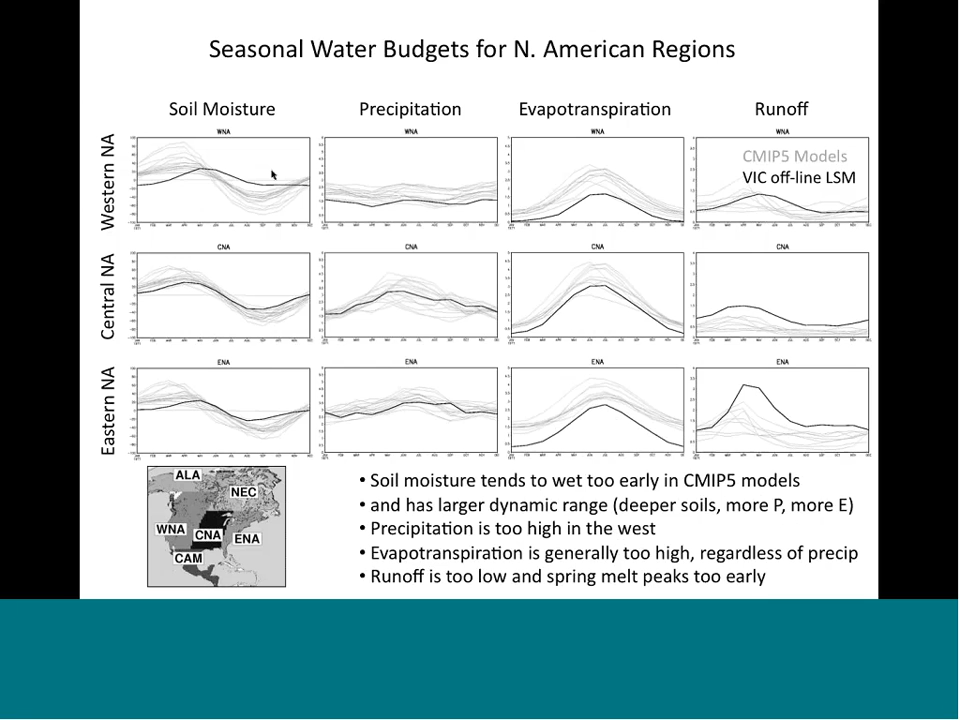 Seasonal Water Budgets for N. American Regions
Soil Moisture Precipitation Evapotranspiration Runoff
Western NA
WNA WNA WNA WNA
CMIP5 Models
VIC off-line LSM
Central NA
CNA CNA CNA CNA
Eastern NA
ENA ENA ENA ENA
ALA
NEC
WNA
CNA
ENA
CAM
• Soil moisture tends to wet too early in CMIP5 models
• and has larger dynamic range (deeper soils, more P, more E)
• Precipitation is too high in the west
• Evapotranspiration is generally too high, regardless of precip
• Runoff is too low and spring melt peaks too early